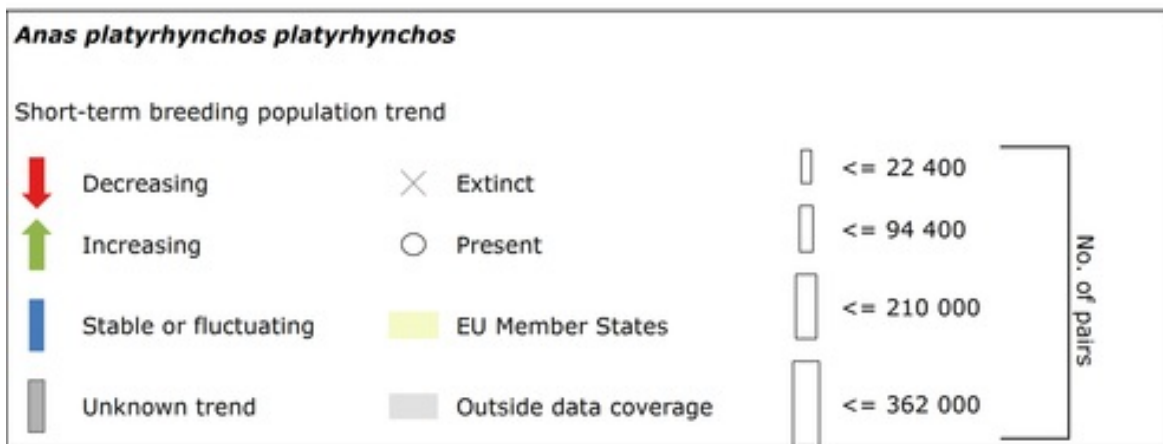 Anas platyrhynchos platyrhynchos
Short-term breeding population trend
Decreasing
Increasing
Stable or fluctuating
Unknown trend
Extinct
Present
EU Member States
Outside data coverage
<= 22 400
<= 94 400
<= 210 000
<= 362 000
No. of pairs